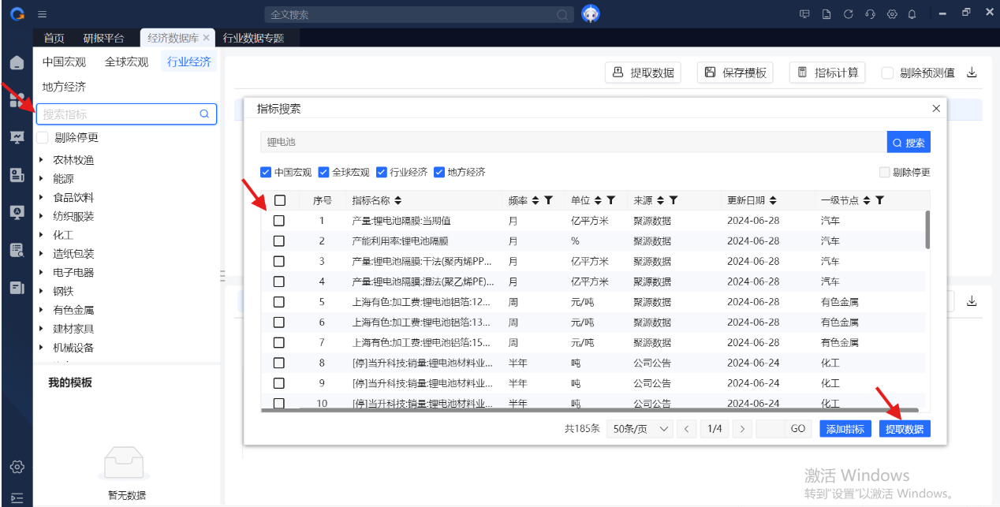 全文搜索
首页 研报平台 经济数据库 行业数据专题
中国宏观 全球宏观 行业经济
地方经济
搜索指标
剔除停更
农林牧渔
能源
食品饮料
纺织服装
化工
造纸包装
电子电器
钢铁
有色金属
建材家具
机械设备
我的模板
暂无数据
提取数据 保存模板 指标计算 剔除预测值
指标搜索
锂电池 搜索
中国宏观 全球宏观 行业经济 地方经济 剔除停更
序号 指标名称 频率 单位 来源 更新日期 一级节点
1 产量:锂电池隔膜:当期值 月 亿平方米 聚源数据 2024-06-28 汽车
2 产能利用率:锂电池隔膜 月 % 聚源数据 2024-06-28 汽车
3 产量:锂电池隔膜:干法(聚丙烯PP... 月 亿平方米 聚源数据 2024-06-28 汽车
4 产量:锂电池隔膜:湿法(聚乙烯PE)... 月 亿平方米 聚源数据 2024-06-28 汽车
5 上海有色:加工费:锂电池铝箔:12... 周 元/吨 聚源数据 2024-06-28 有色金属
6 上海有色:加工费:锂电池铝箔:13... 周 元/吨 聚源数据 2024-06-28 有色金属
7 上海有色:加工费:锂电池铝箔:15... 周 元/吨 聚源数据 2024-06-28 有色金属
8 [停]当升科技:销量:锂电池材料业... 半年 吨 公司公告 2024-06-24 化工
9 [停]当升科技:销量:锂电池材料业... 半年 吨 公司公告 2024-06-24 化工
10 [停]当升科技:销量:锂电池材料业... 半年 吨 公司公告 2024-06-24 化工
共185条 50条/页 1/4 GO 添加指标 提取数据
激活 Windows
转到"设置"以激活 Windows。